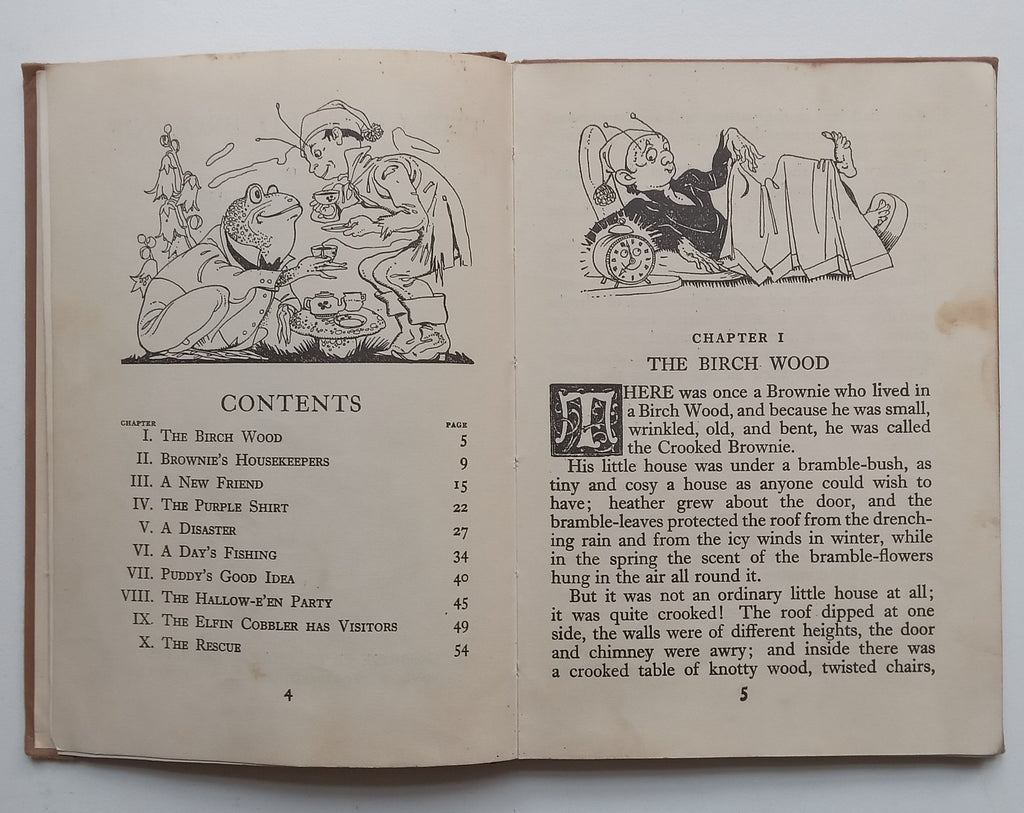 CONTENTS
CHAPTER PAGE
I. THE BIRCH WOOD 5
II. BROWNIE'S HOUSEKEEPERS 9
III. A NEW FRIEND 15
IV. THE PURPLE SHIRT 22
V. A DISASTER 27
VI. A DAY'S FISHING 34
VII. PUDDY'S GOOD IDEA 40
VIII. THE HALLOW-E'EN PARTY 45
IX. THE ELFIN COBBLER HAS VISITORS 49
X. THE RESCUE 54
4
CHAPTER I
THE BIRCH WOOD
THERE was once a Brownie who lived in
a Birch Wood, and because he was small,
wrinkled, old, and bent, he was called
the Crooked Brownie.
His little house was under a bramble-bush, as
tiny and cosy a house as anyone could wish to
have; heather grew about the door, and the
bramble-leaves protected the roof from the drench-
ing rain and from the icy winds in winter, while
in the spring the scent of the bramble-flowers
hung in the air all round it.
But it was not an ordinary little house at all;
it was quite crooked! The roof dipped at one
side, the walls were of different heights, the door
and chimney were awry; and inside there was
a crooked table of knotty wood, twisted chairs,
5